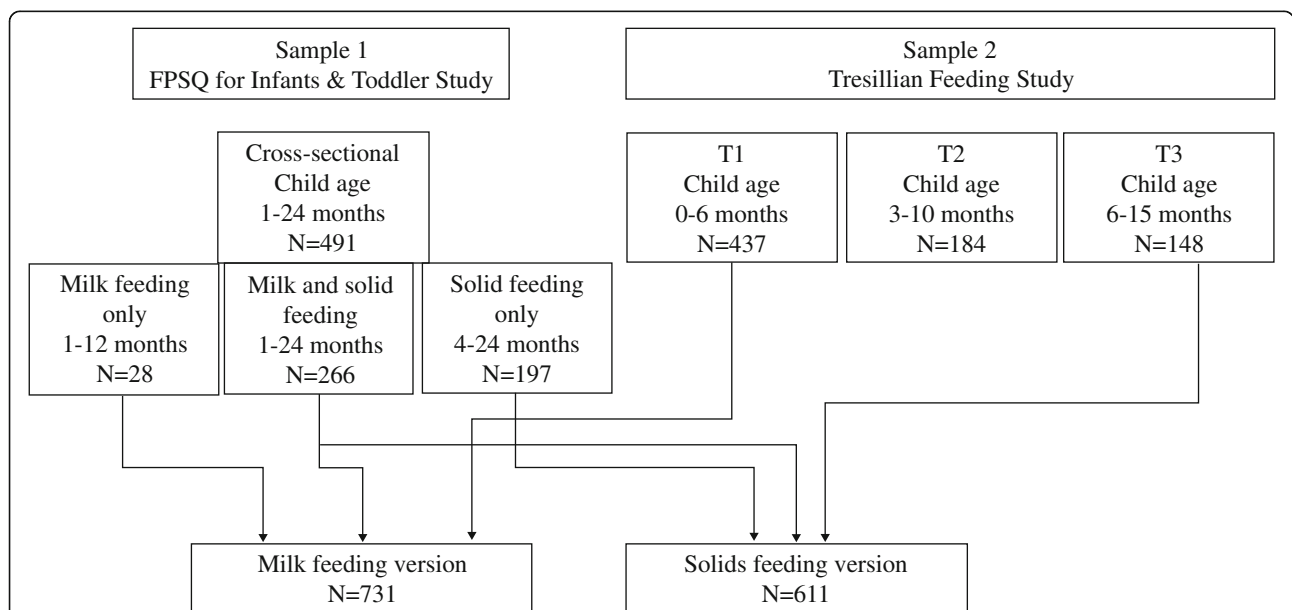 Sample 1
FPSQ for Infants & Toddler Study
Sample 2
Tresillian Feeding Study
Cross-sectional
Child age
1-24 months
N=491
T1
Child age
0-6 months
N=437
T2
Child age
3-10 months
N=184
T3
Child age
6-15 months
N=148
Milk feeding
only
1-12 months
N=28
Milk and solid
feeding
1-24 months
N=266
Solid feeding
only
4-24 months
N=197
Milk feeding version
N=731
Solids feeding version
N=611